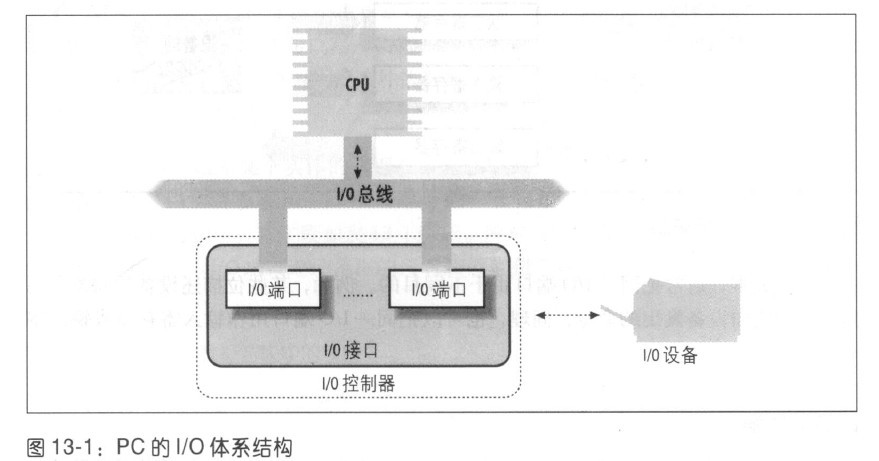 CPU
I/O 总线
I/O 端口 ....... I/O 端口
I/O 接口
I/O 控制器
I/O 设备
图 13-1：PC 的 I/O 体系结构